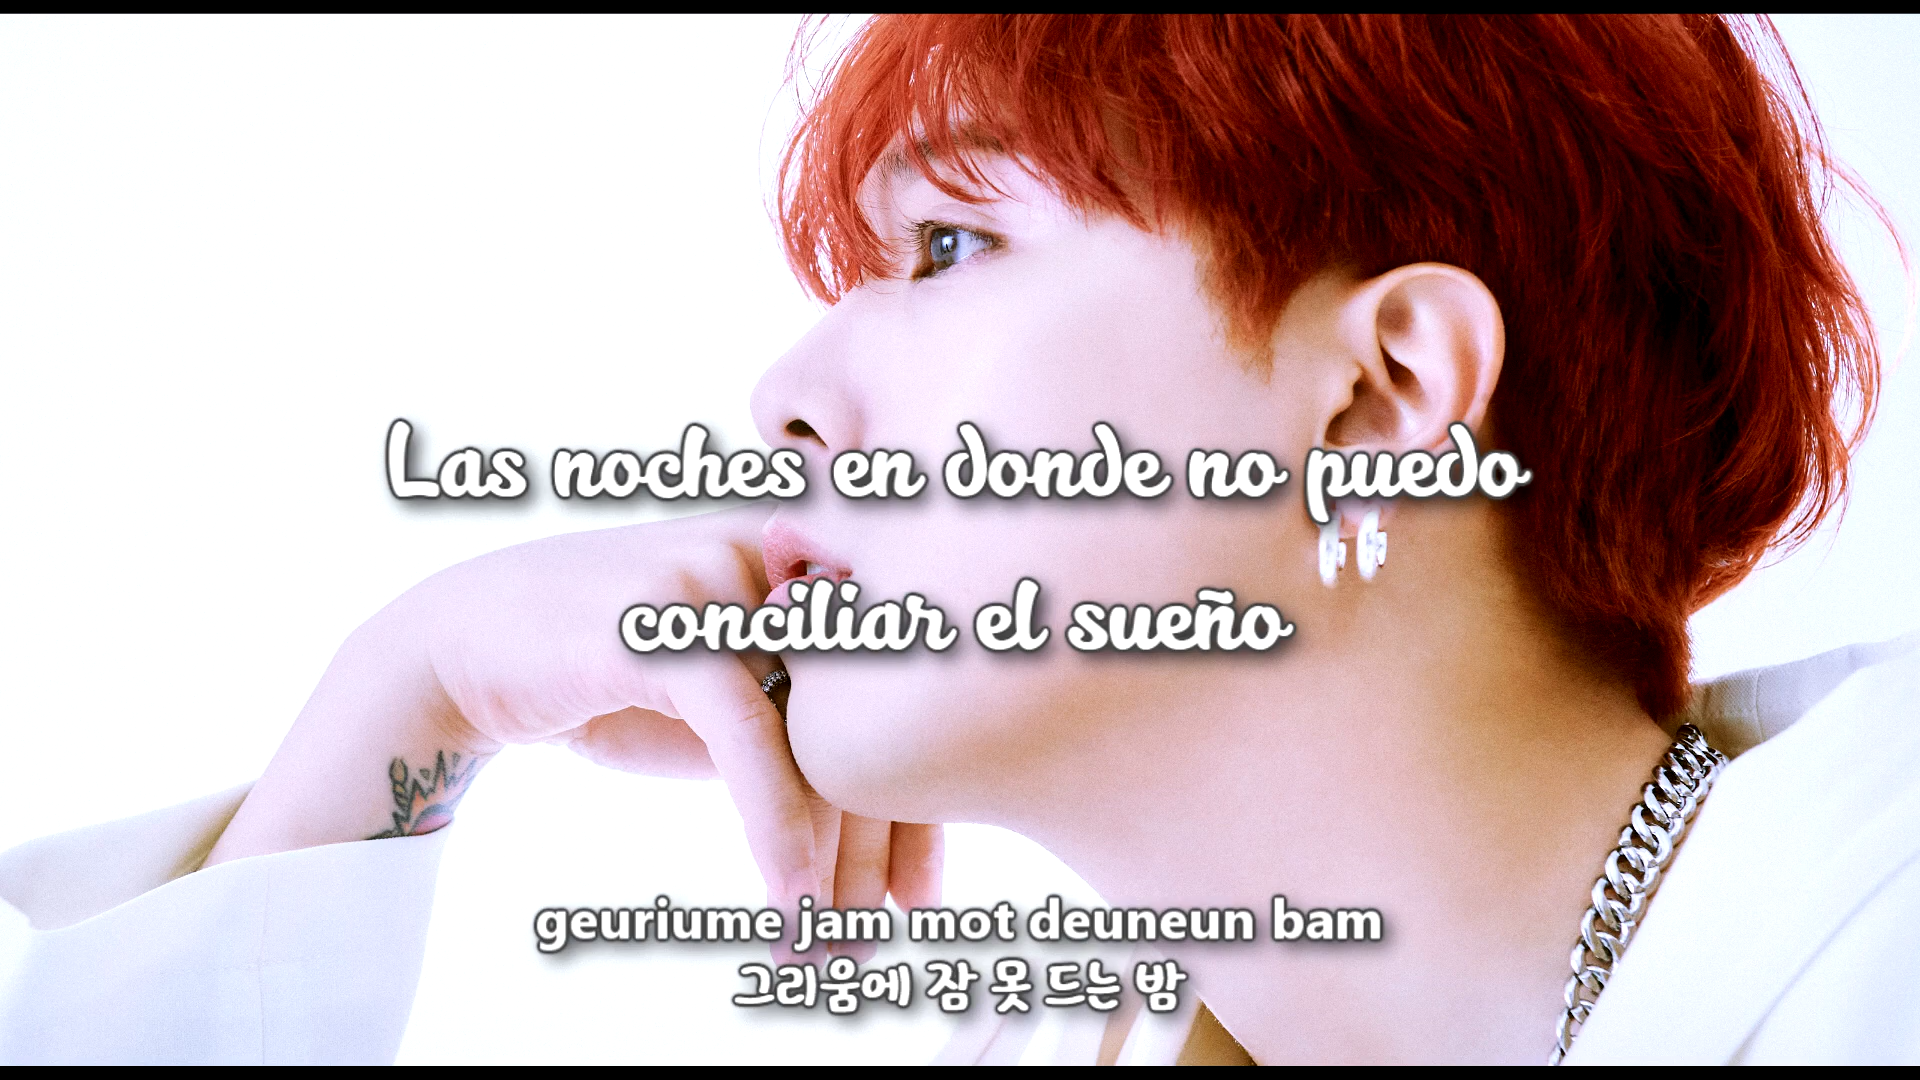 Las noches en donde no puedo
conciliar el sueño
geuriume jam mot deuneun bam
그리움에 잠 못 드는 밤